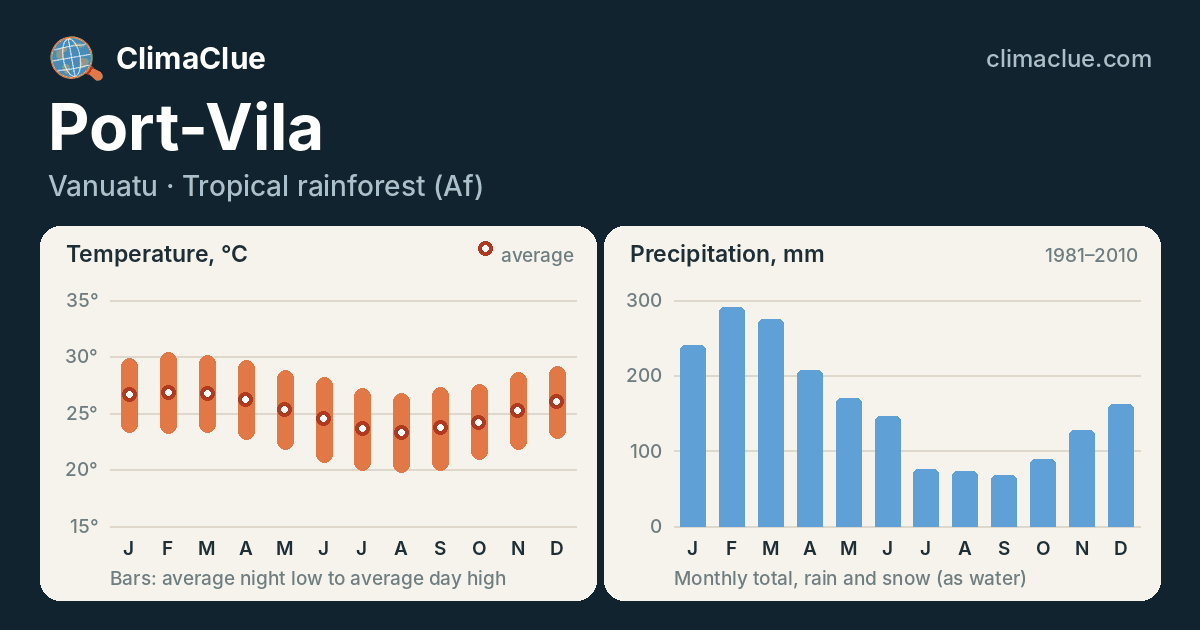 ClimaClue
climaclue.com
Port-Vila
Vanuatu · Tropical rainforest (Af)
Temperature, °C
average
35°
30°
25°
20°
15°
J F M A M J J A S O N D
Bars: average night low to average day high
Precipitation, mm
1981–2010
300
200
100
0
J F M A M J J A S O N D
Monthly total, rain and snow (as water)